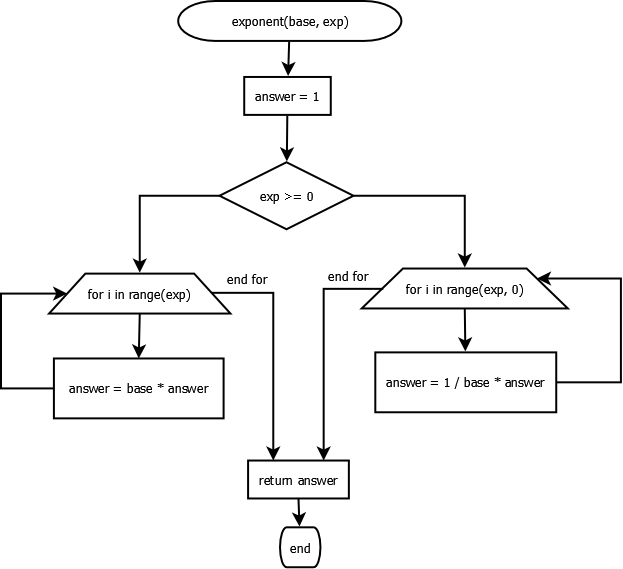 exponent(base, exp)
answer = 1
exp >= 0
for i in range(exp)
end for
end for
for i in range(exp, 0)
answer = base * answer
answer = 1 / base * answer
return answer
end